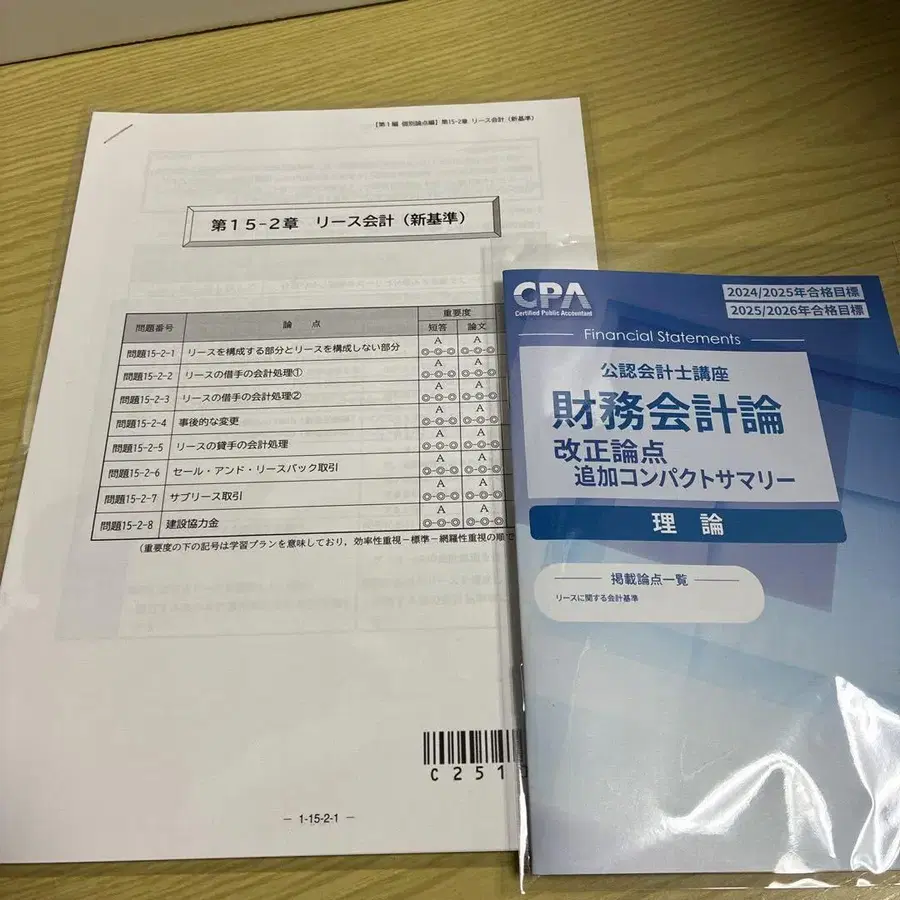 【第1編 個別論点編】第15-2章 リース会計(新基準)
第15-2章 リース会計(新基準)
問題番号 論点 重要度
短答 論文
問題15-2-1 リースを構成する部分とリースを構成しない部分 A A
◎-○-○ ◎-○-○
問題15-2-2 リースの借手の会計処理① A A
◎-○-○ ◎-○-○
問題15-2-3 リースの借手の会計処理② A A
◎-○-○ ◎-○-○
問題15-2-4 事後的な変更 A A
◎-○-○ ◎-○-○
問題15-2-5 リースの貸手の会計処理 A A
◎-○-○ ◎-○-○
問題15-2-6 セール・アンド・リースバック取引 A A
◎-○-○ ◎-○-○
問題15-2-7 サブリース取引 A A
◎-○-○ ◎-○-○
問題15-2-8 建設協力金 A A
◎-○-○ ◎-○-○
(重要度の下の記号は学習プランを意味しており,効率性重視-標準-網羅性重視の順で
C251
- 1-15-2-1 -
CPA
Certified Public Accountant
2024/2025年合格目標
2025/2026年合格目標
Financial Statements
公認会計士講座
財務会計論
改正論点
追加コンパクトサマリー
理論
掲載論点一覧
リースに関する会計基準